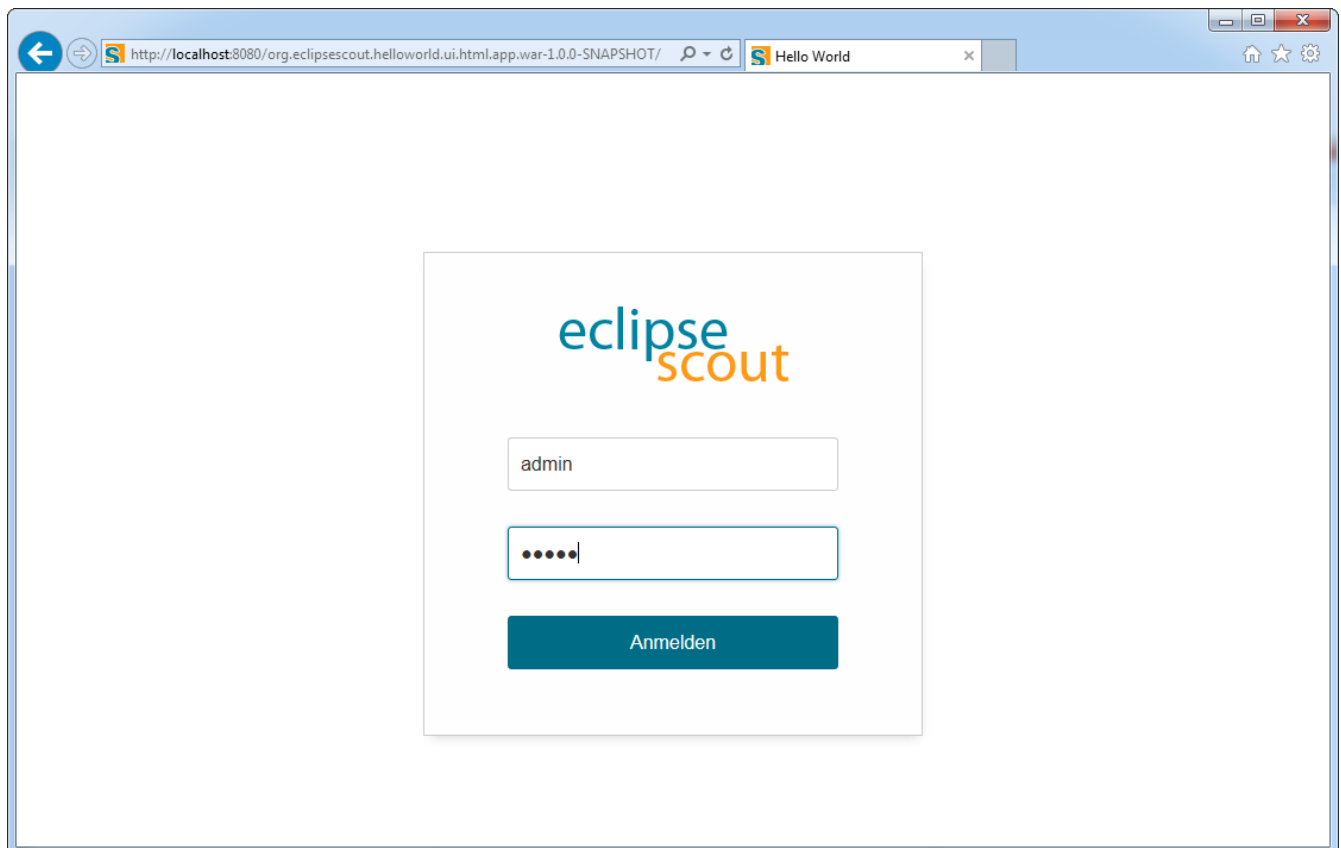 http://localhost:8080/org.eclipsescout.helloworld.ui.html.app.war-1.0.0-SNAPSHOT/
Hello World
eclipse
scout
admin
•••••
Anmelden